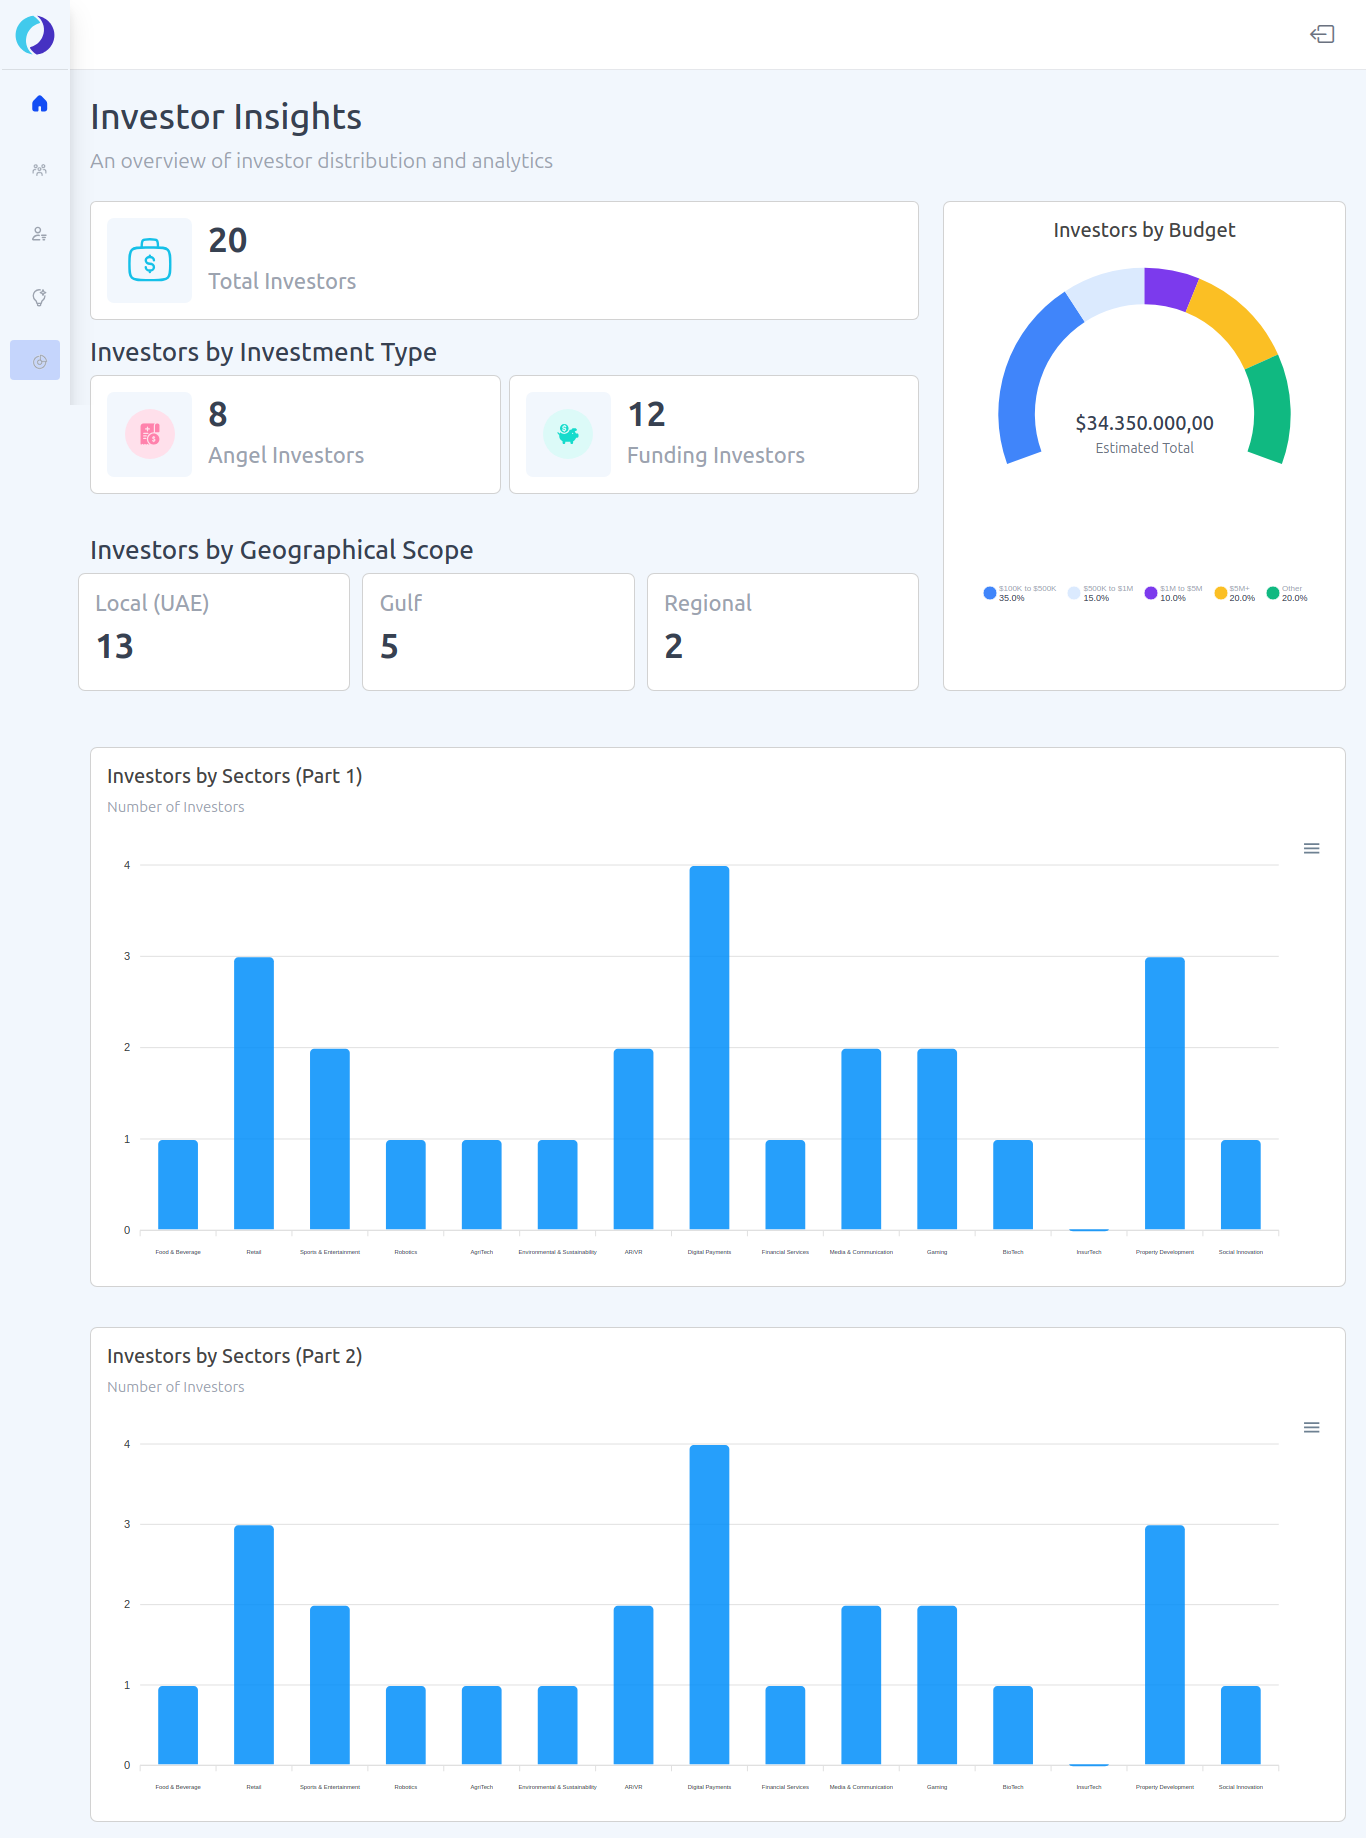 Investor Insights
An overview of investor distribution and analytics
20
Total Investors
Investors by Investment Type
8
Angel Investors
12
Funding Investors
Investors by Geographical Scope
Local (UAE)
13
Gulf
5
Regional
2
Investors by Budget
$34.350.000,00
Estimated Total
$100K to $500K
35.0%
$500K to $1M
15.0%
$1M to $5M
10.0%
$5M+
20.0%
Other
20.0%
Investors by Sectors (Part 1)
Number of Investors
4
3
2
1
0
Food & Beverage Retail Sports & Entertainment Robotics AgriTech Environmental & Sustainability AR/VR Digital Payments Financial Services Media & Communication Gaming BioTech InsurTech Property Development Social Innovation
Investors by Sectors (Part 2)
Number of Investors
4
3
2
1
0
Food & Beverage Retail Sports & Entertainment Robotics AgriTech Environmental & Sustainability AR/VR Digital Payments Financial Services Media & Communication Gaming BioTech InsurTech Property Development Social Innovation